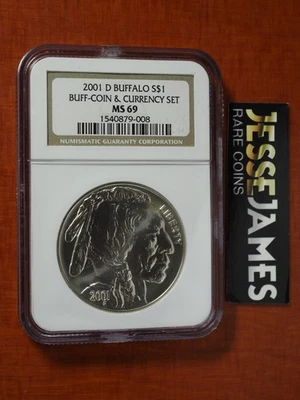 2001 D BUFFALO S$1
BUFF-COIN & CURRENCY SET
MS 69
1540879-008
NUMISMATIC GUARANTY CORPORATION
LIBERTY
2001
JESSE JAMES
RARE COINS